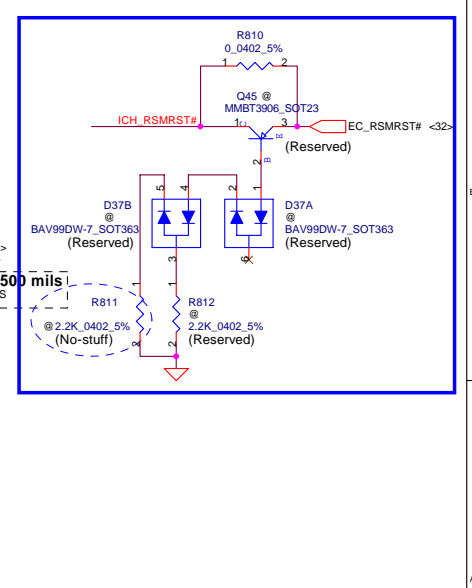 R810
0_0402_5%
1 2
Q45 @
MMBT3906_SOT23
ICH_RSMRST#
1 C
3
E
EC_RSMRST# <32>
(Reserved)
2
B
5
4
2
1
D37B
@
BAV99DW-7_SOT363
(Reserved)
D37A
@
BAV99DW-7_SOT363
(Reserved)
3
6
>
500 mils
S
1
1
R811
@ 2.2K_0402_5%
(No-stuff)
R812
@
2.2K_0402_5%
(Reserved)
2
2